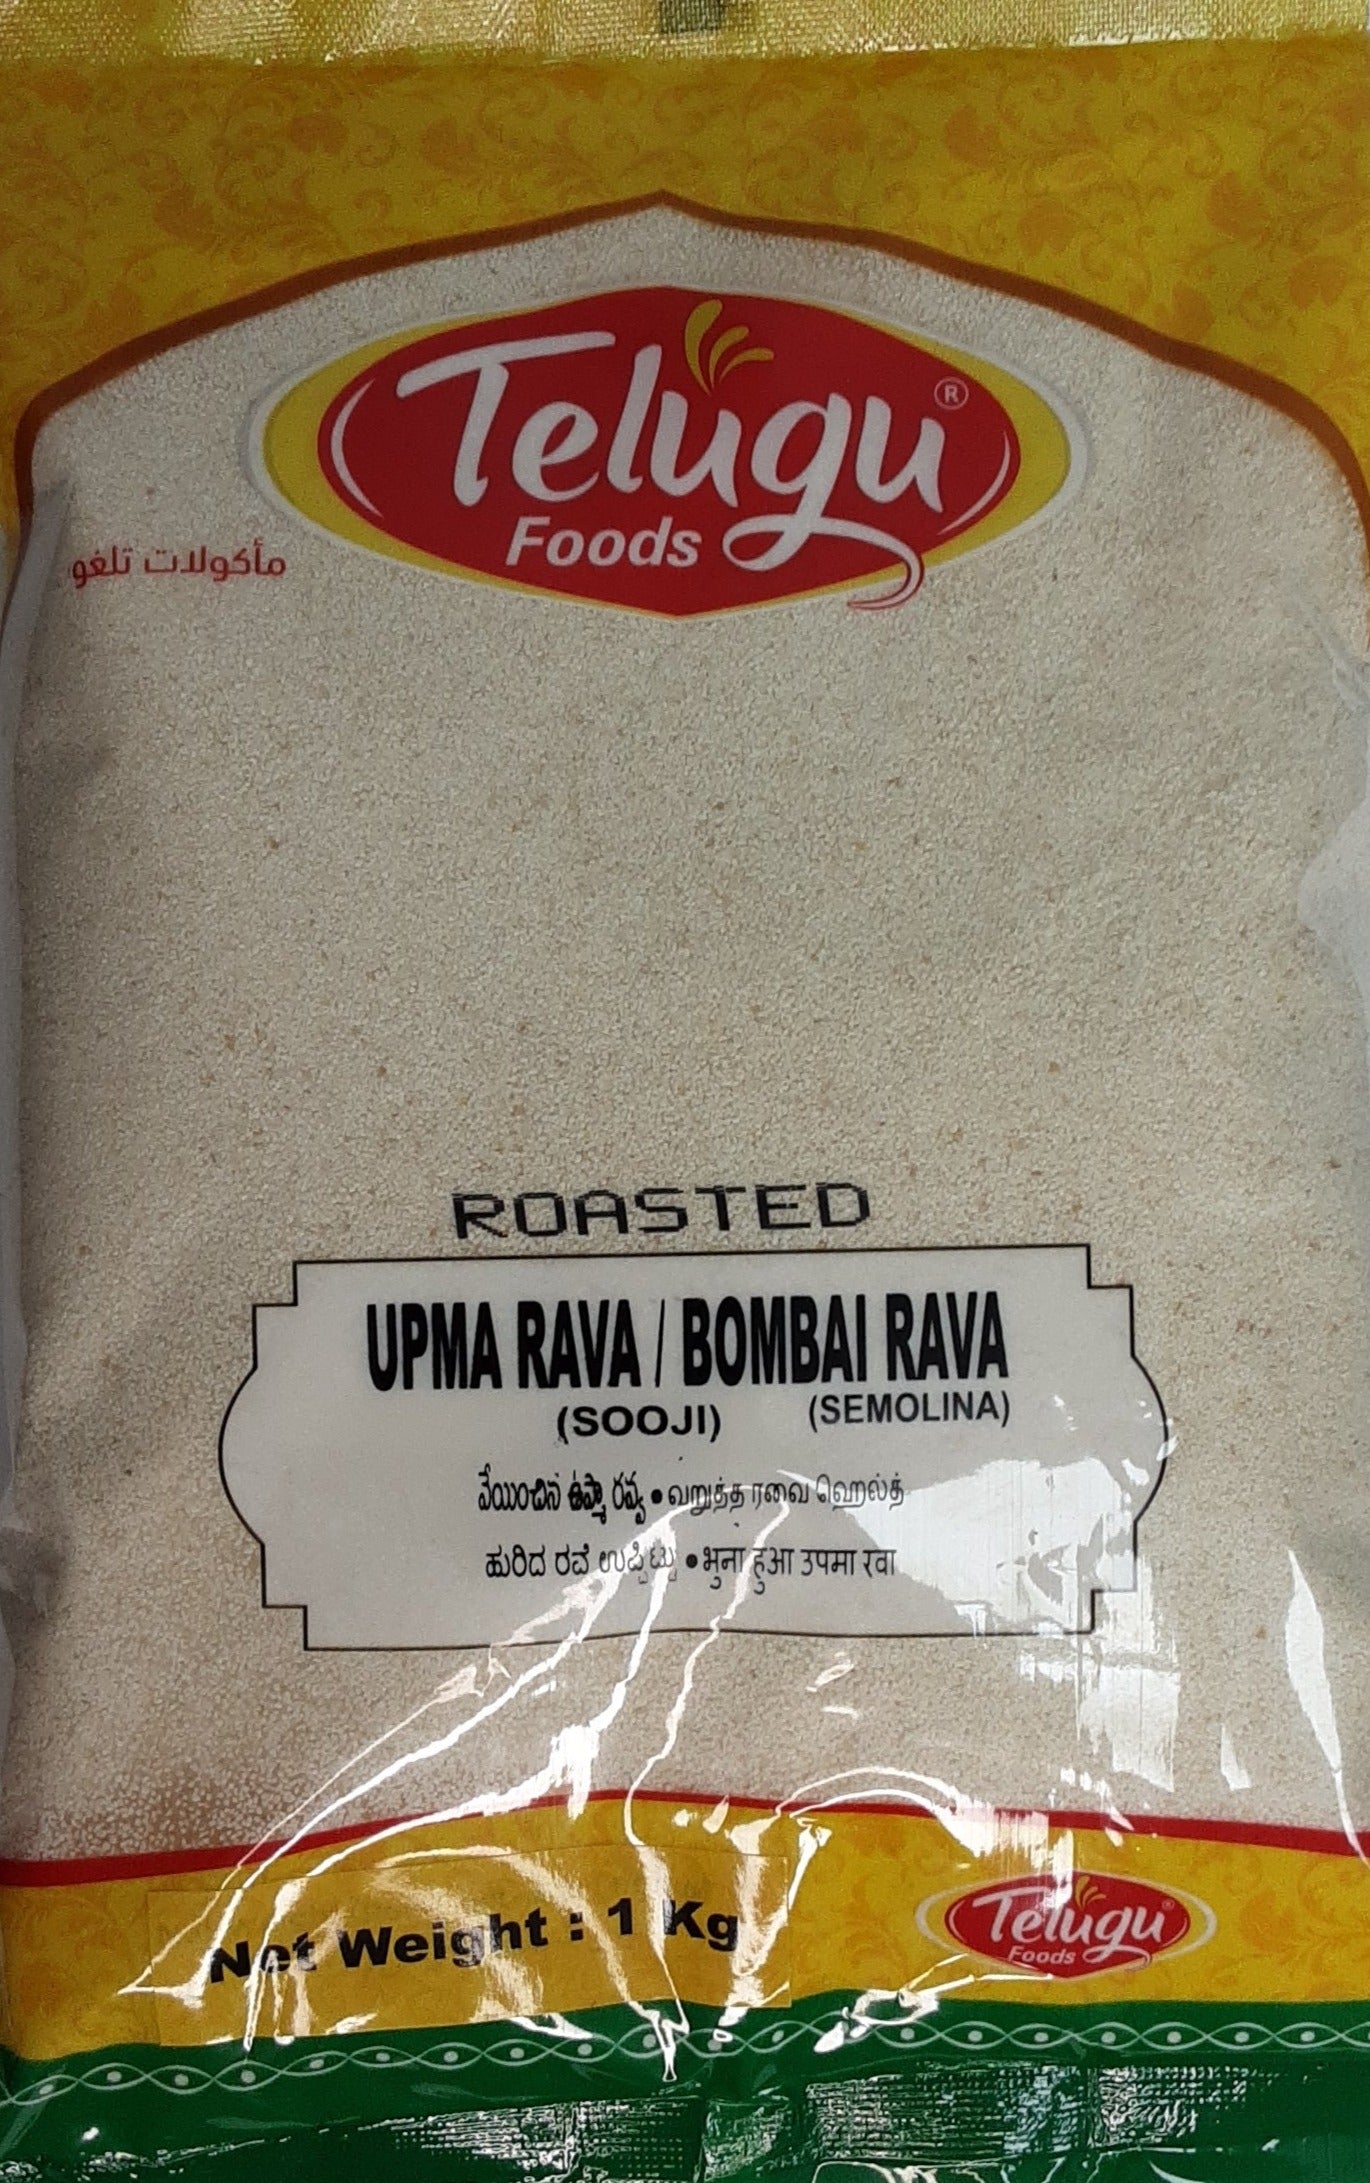 Telugu ®
Foods
مأكولات تلغو
ROASTED
UPMA RAVA / BOMBAI RAVA
(SOOJI) (SEMOLINA)
వేయించిన ఉప్మా రవ్వ • வறுத்த ரவை ஹெல்த்
ಹುರಿದ ರವೆ ಉಪ್ಪಿಟ್ಟು • भुना हुआ उपमा रवा
Net Weight : 1 Kg
Telugu
Foods